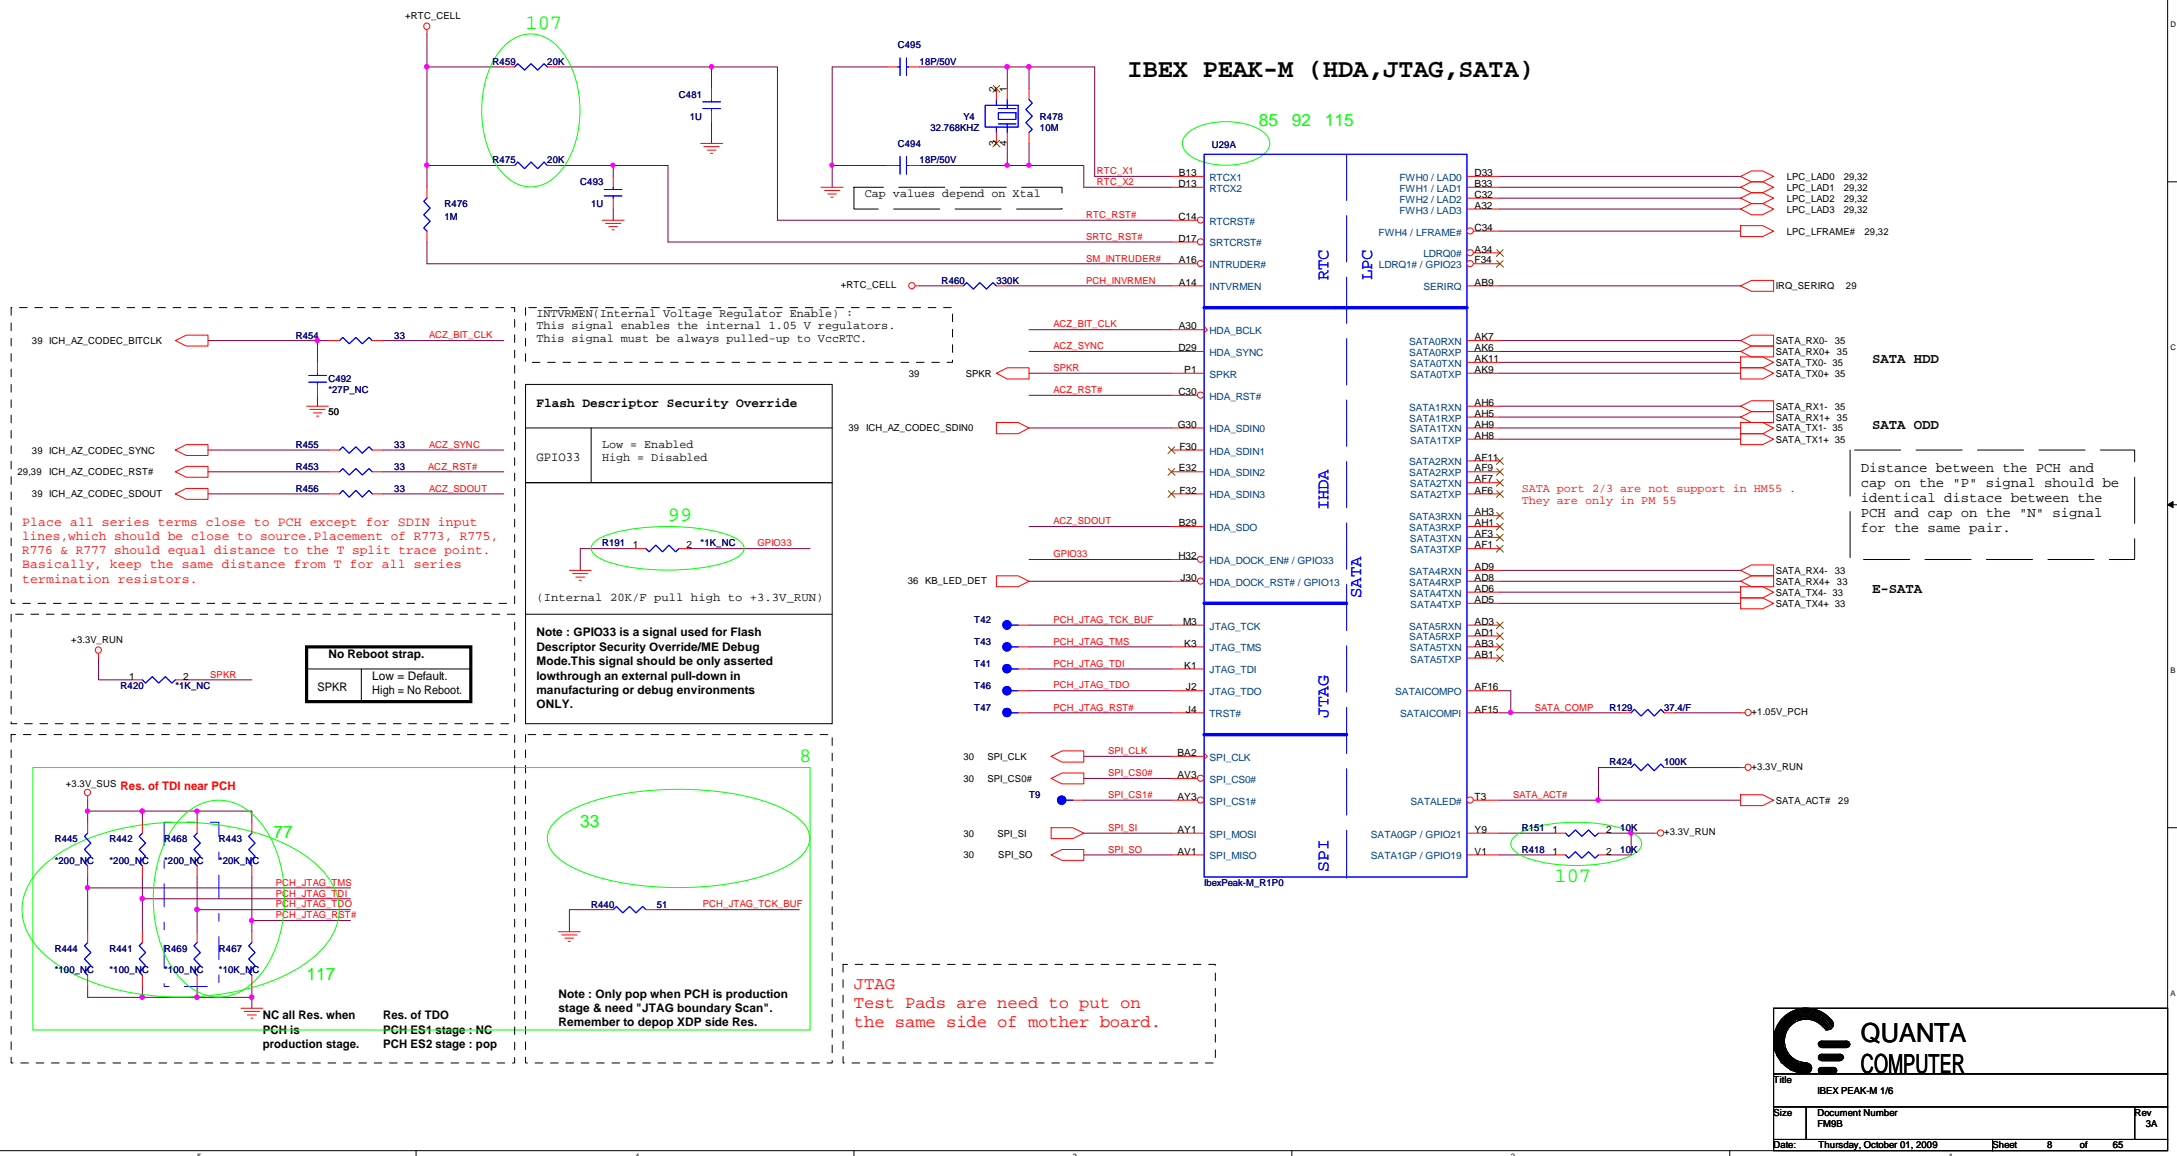 IBEX PEAK-M (HDA,JTAG,SATA)
+RTC_CELL
107
R459 20K
C481
1U
R475 20K
C493
1U
R476
1M
C495
18P/50V
Y4
32.768KHZ
R478
10M
2 1
3 4
C494
18P/50V
Cap values depend on Xtal
85 92 115
U29A
RTC_X1 B13 RTCX1
RTC_X2 D13 RTCX2
RTC_RST# C14 RTCRST#
SRTC_RST# D17 SRTCRST#
SM_INTRUDER# A16 INTRUDER#
+RTC_CELL R460 330K PCH_INVRMEN A14 INTVRMEN
RTC
LPC
FWH0 / LAD0 D33 LPC_LAD0 29,32
FWH1 / LAD1 B33 LPC_LAD1 29,32
FWH2 / LAD2 C32 LPC_LAD2 29,32
FWH3 / LAD3 A32 LPC_LAD3 29,32
FWH4 / LFRAME# C34 LPC_LFRAME# 29,32
LDRQ0# A34
LDRQ1# / GPIO23 F34
SERIRQ AB9 IRQ_SERIRQ 29
39 ICH_AZ_CODEC_BITCLK R454 33 ACZ_BIT_CLK
C492
*27P_NC
50
39 ICH_AZ_CODEC_SYNC R455 33 ACZ_SYNC
29,39 ICH_AZ_CODEC_RST# R453 33 ACZ_RST#
39 ICH_AZ_CODEC_SDOUT R456 33 ACZ_SDOUT
Place all series terms close to PCH except for SDIN input
lines,which should be close to source.Placement of R773, R775,
R776 & R777 should equal distance to the T split trace point.
Basically, keep the same distance from T for all series
termination resistors.
INTVRMEN(Internal Voltage Regulator Enable) :
This signal enables the internal 1.05 V regulators.
This signal must be always pulled-up to VccRTC.
Flash Descriptor Security Override
GPIO33
Low = Enabled
High = Disabled
99
R191 1 2 *1K_NC GPIO33
(Internal 20K/F pull high to +3.3V_RUN)
Note : GPIO33 is a signal used for Flash
Descriptor Security Override/ME Debug
Mode.This signal should be only asserted
lowthrough an external pull-down in
manufacturing or debug environments
ONLY.
ACZ_BIT_CLK A30 HDA_BCLK
ACZ_SYNC D29 HDA_SYNC
39 SPKR SPKR P1 SPKR
ACZ_RST# C30 HDA_RST#
39 ICH_AZ_CODEC_SDIN0 G30 HDA_SDIN0
F30 HDA_SDIN1
E32 HDA_SDIN2
F32 HDA_SDIN3
ACZ_SDOUT B29 HDA_SDO
GPIO33 H32 HDA_DOCK_EN# / GPIO33
36 KB_LED_DET J30 HDA_DOCK_RST# / GPIO13
IHDA
SATA
SATA0RXN AK7 SATA_RX0- 35
SATA0RXP AK6 SATA_RX0+ 35
SATA0TXN AK11 SATA_TX0- 35
SATA0TXP AK9 SATA_TX0+ 35
SATA HDD
SATA1RXN AH6 SATA_RX1- 35
SATA1RXP AH5 SATA_RX1+ 35
SATA1TXN AH9 SATA_TX1- 35
SATA1TXP AH8 SATA_TX1+ 35
SATA ODD
SATA2RXN AF11
SATA2RXP AF9
SATA2TXN AF7
SATA2TXP AF6
SATA3RXN AH3
SATA3RXP AH1
SATA3TXN AF3
SATA3TXP AF1
SATA port 2/3 are not support in HM55 .
They are only in PM 55
Distance between the PCH and
cap on the "P" signal should be
identical distace between the
PCH and cap on the "N" signal
for the same pair.
SATA4RXN AD9 SATA_RX4- 33
SATA4RXP AD8 SATA_RX4+ 33
SATA4TXN AD6 SATA_TX4- 33
SATA4TXP AD5 SATA_TX4+ 33
E-SATA
SATA5RXN AD3
SATA5RXP AD1
SATA5TXN AB3
SATA5TXP AB1
T42 PCH_JTAG_TCK_BUF M3 JTAG_TCK
T43 PCH_JTAG_TMS K3 JTAG_TMS
T41 PCH_JTAG_TDI K1 JTAG_TDI
T46 PCH_JTAG_TDO J2 JTAG_TDO
T47 PCH_JTAG_RST# J4 TRST#
JTAG
SATAICOMPO AF16
SATAICOMPI AF15 SATA_COMP R129 37.4/F +1.05V_PCH
30 SPI_CLK SPI_CLK BA2 SPI_CLK
30 SPI_CS0# SPI_CS0# AV3 SPI_CS0#
T9 SPI_CS1# AY3 SPI_CS1#
30 SPI_SI SPI_SI AY1 SPI_MOSI
30 SPI_SO SPI_SO AV1 SPI_MISO
SPI
R424 100K +3.3V_RUN
SATALED# T3 SATA_ACT# SATA_ACT# 29
SATA0GP / GPIO21 Y9 R151 1 2 10K +3.3V_RUN
SATA1GP / GPIO19 V1 R418 1 2 10K
107
IbexPeak-M_R1P0
+3.3V_RUN
R420 1 2 *1K_NC SPKR
No Reboot strap.
SPKR
Low = Default.
High = No Reboot.
+3.3V_SUS Res. of TDI near PCH
8
77
R445 R442 R468 R443
*200_NC *200_NC *200_NC *20K_NC
PCH_JTAG_TMS
PCH_JTAG_TDI
PCH_JTAG_TDO
PCH_JTAG_RST#
R444 R441 R469 R467
*100_NC *100_NC *100_NC *10K_NC
117
NC all Res. when
PCH is
production stage.
Res. of TDO
PCH ES1 stage : NC
PCH ES2 stage : pop
33
R440 51 PCH_JTAG_TCK_BUF
Note : Only pop when PCH is production
stage & need "JTAG boundary Scan".
Remember to depop XDP side Res.
JTAG
Test Pads are need to put on
the same side of mother board.
QUANTA
COMPUTER
Title
IBEX PEAK-M 1/6
Size Document Number Rev
FM9B 3A
Date: Thursday, October 01, 2009 Sheet 8 of 65
D
C
B
A